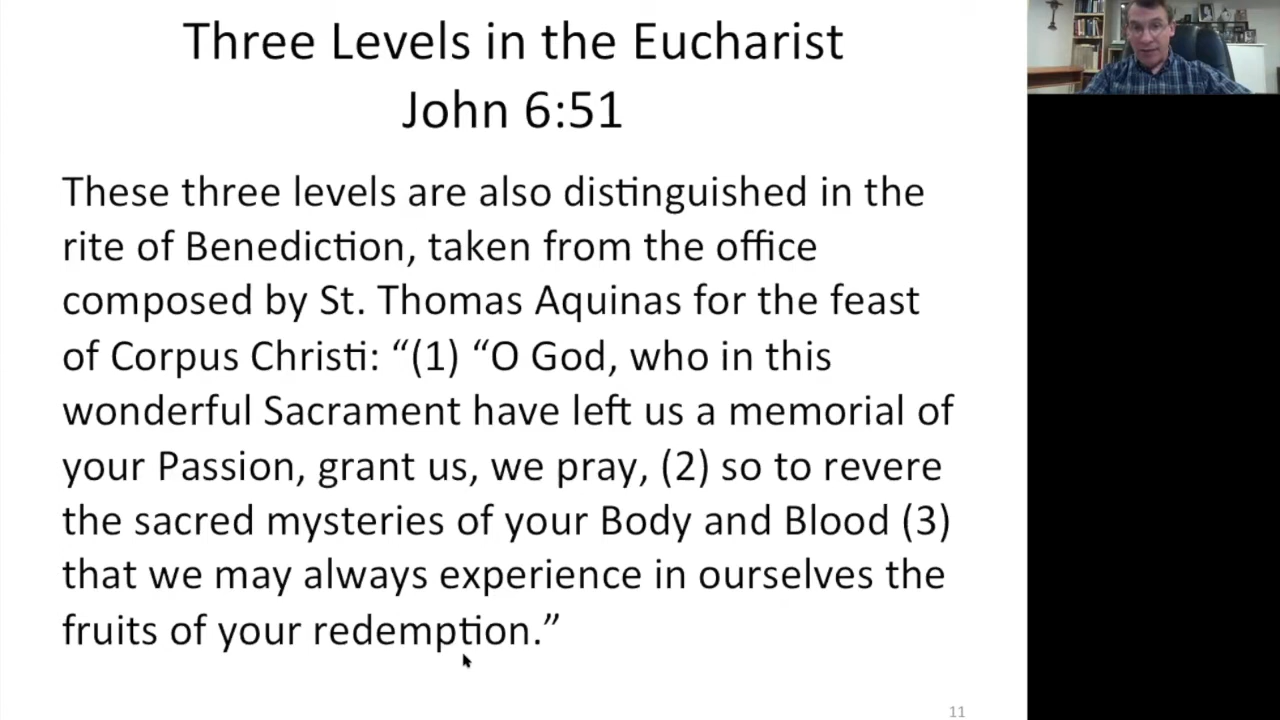 Three Levels in the Eucharist
John 6:51
These three levels are also distinguished in the
rite of Benediction, taken from the office
composed by St. Thomas Aquinas for the feast
of Corpus Christi: “(1) “O God, who in this
wonderful Sacrament have left us a memorial of
your Passion, grant us, we pray, (2) so to revere
the sacred mysteries of your Body and Blood (3)
that we may always experience in ourselves the
fruits of your redemption.”
11